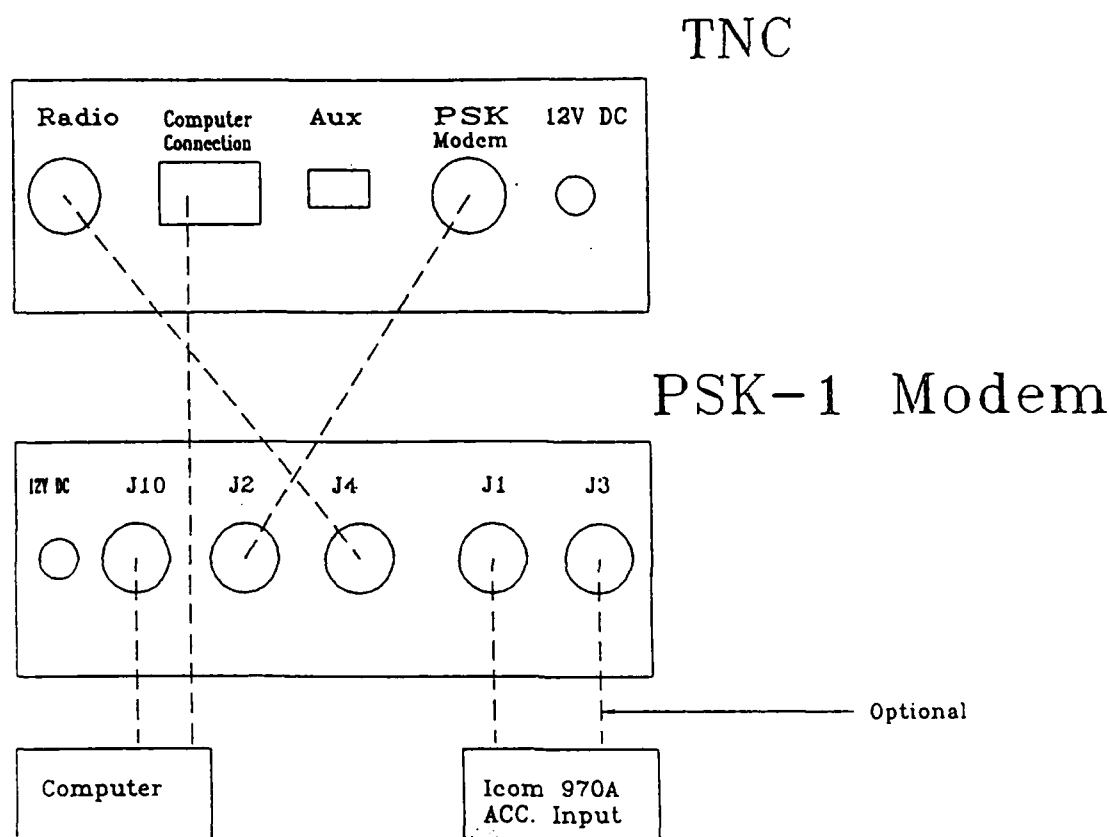 TNC
Radio
Computer
Connection
Aux
PSK
Modem
12V DC
PSK-1 Modem
12V DC
J10
J2
J4
J1
J3
Optional
Computer
Icom 970A
ACC. Input